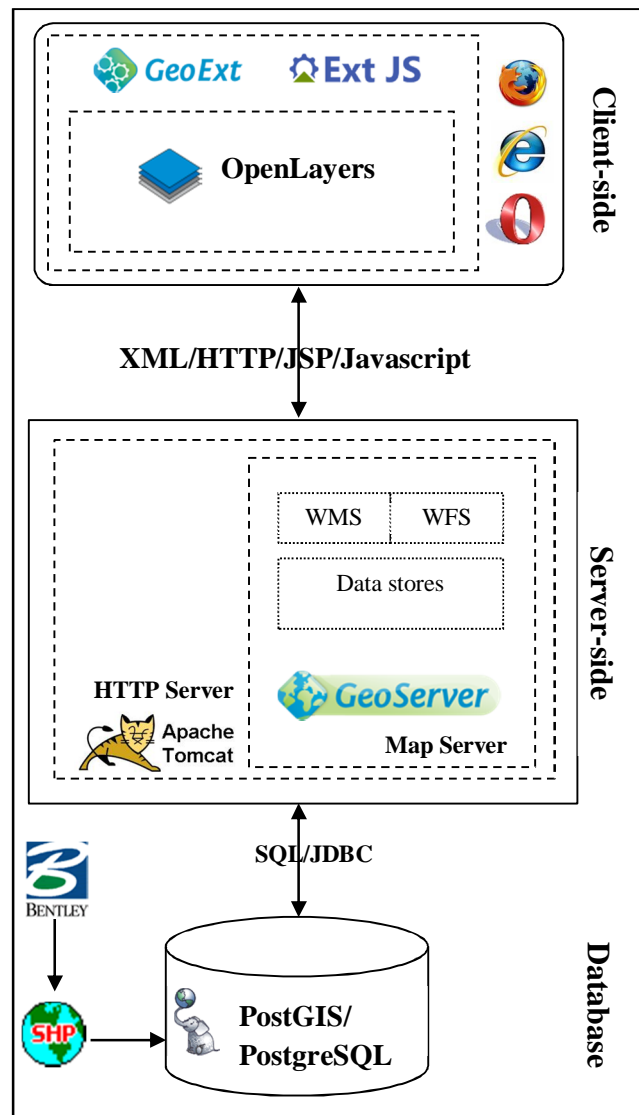 GeoExt
Ext JS
OpenLayers
Client-side
XML/HTTP/JSP/Javascript
WMS
WFS
Data stores
Server-side
HTTP Server
GeoServer
Apache
Tomcat
Map Server
SQL/JDBC
BENTLEY
Database
SHP
PostGIS/
PostgreSQL